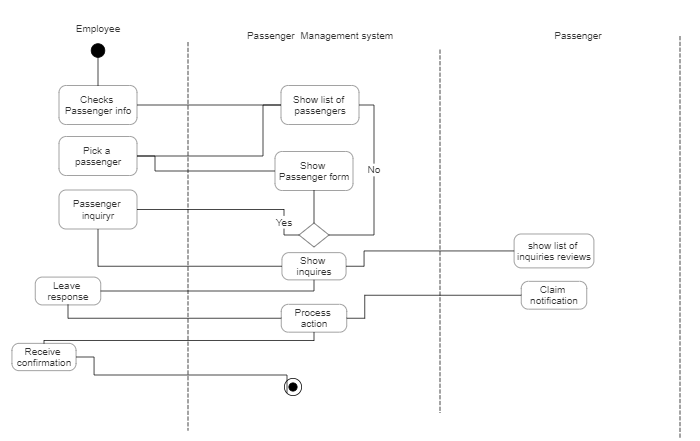 Employee
Passenger  Management system
Passenger
Checks
Passenger info
Show list of
passengers
Pick a
passenger
Show
Passenger form
No
Passenger
inquiryr
Yes
show list of
inquiries reviews
Show
inquires
Leave
response
Claim
notification
Process
action
Receive
confirmation